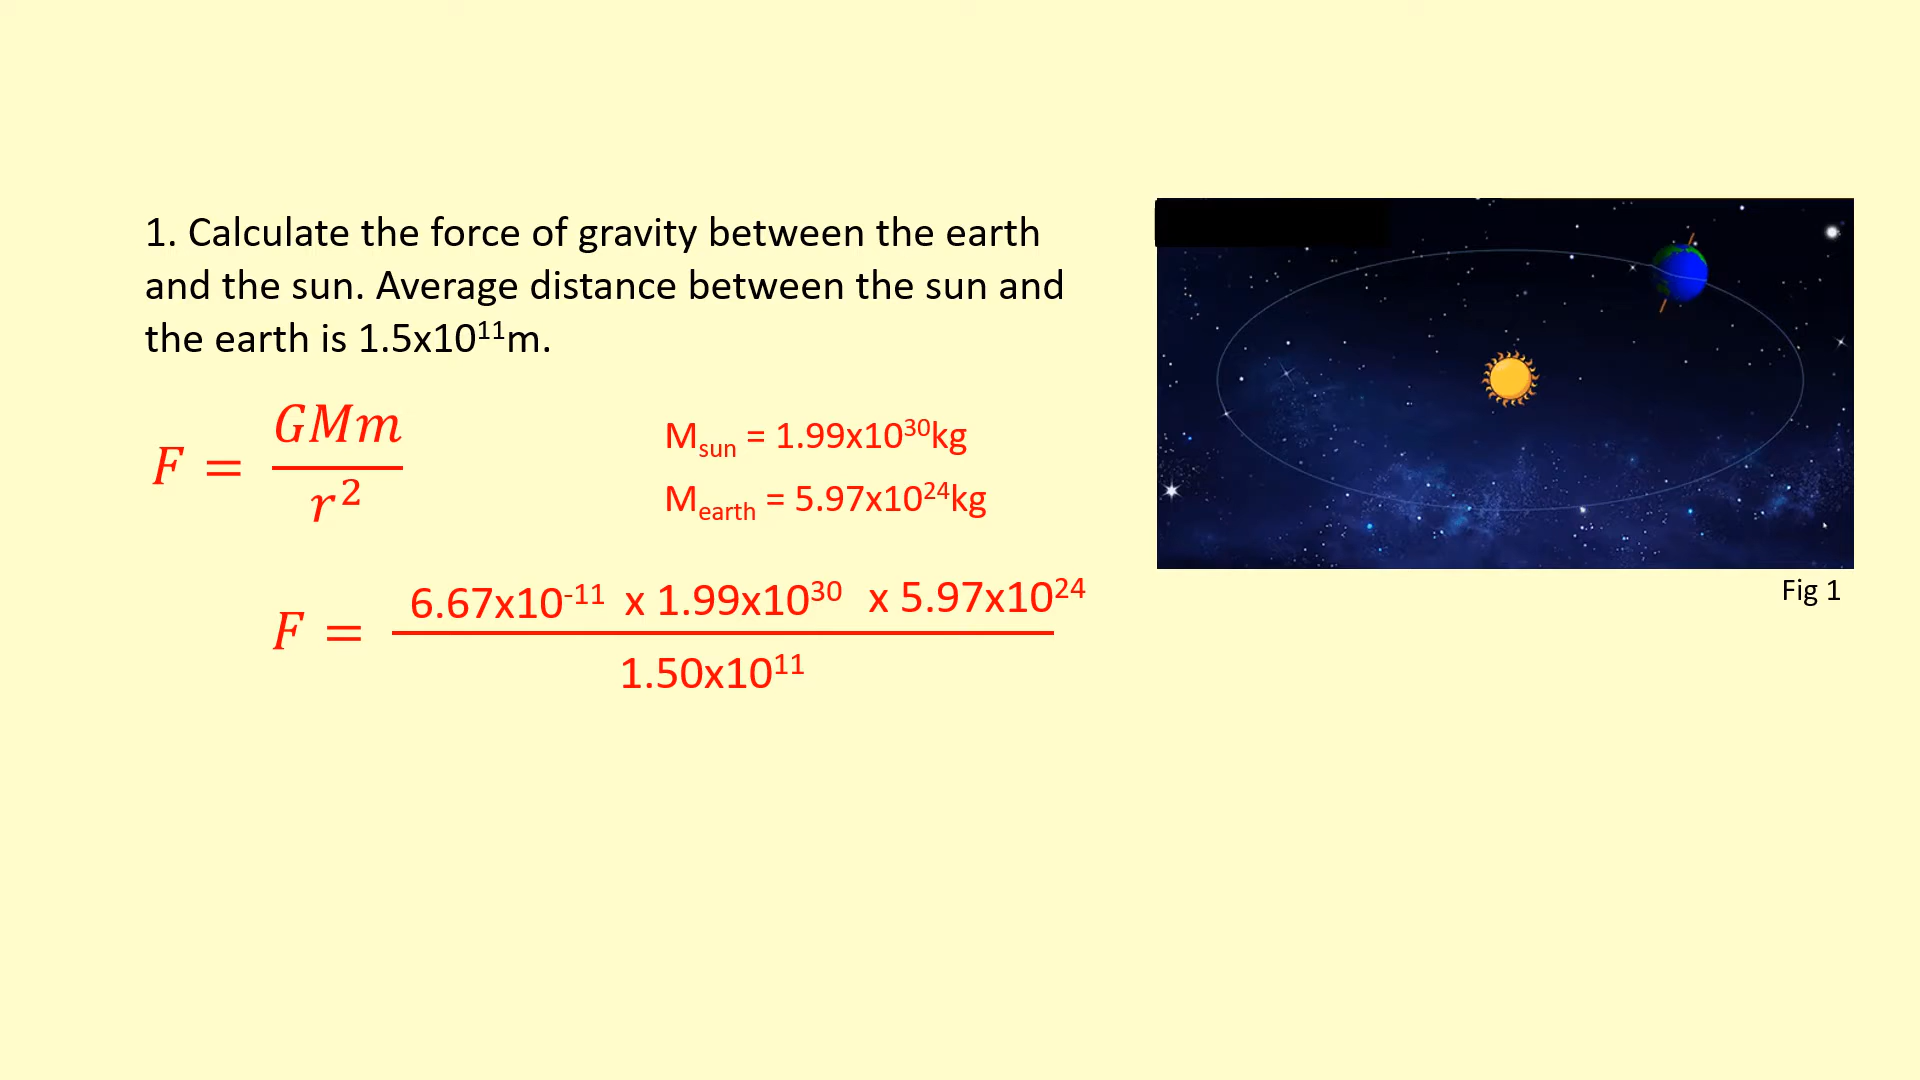 1. Calculate the force of gravity between the earth
and the sun. Average distance between the sun and
the earth is 1.5x10¹¹m.
F = GMm / r²
M_sun = 1.99x10³⁰kg
M_earth = 5.97x10²⁴kg
F = 6.67x10⁻¹¹ x 1.99x10³⁰ x 5.97x10²⁴ / 1.50x10¹¹
Fig 1